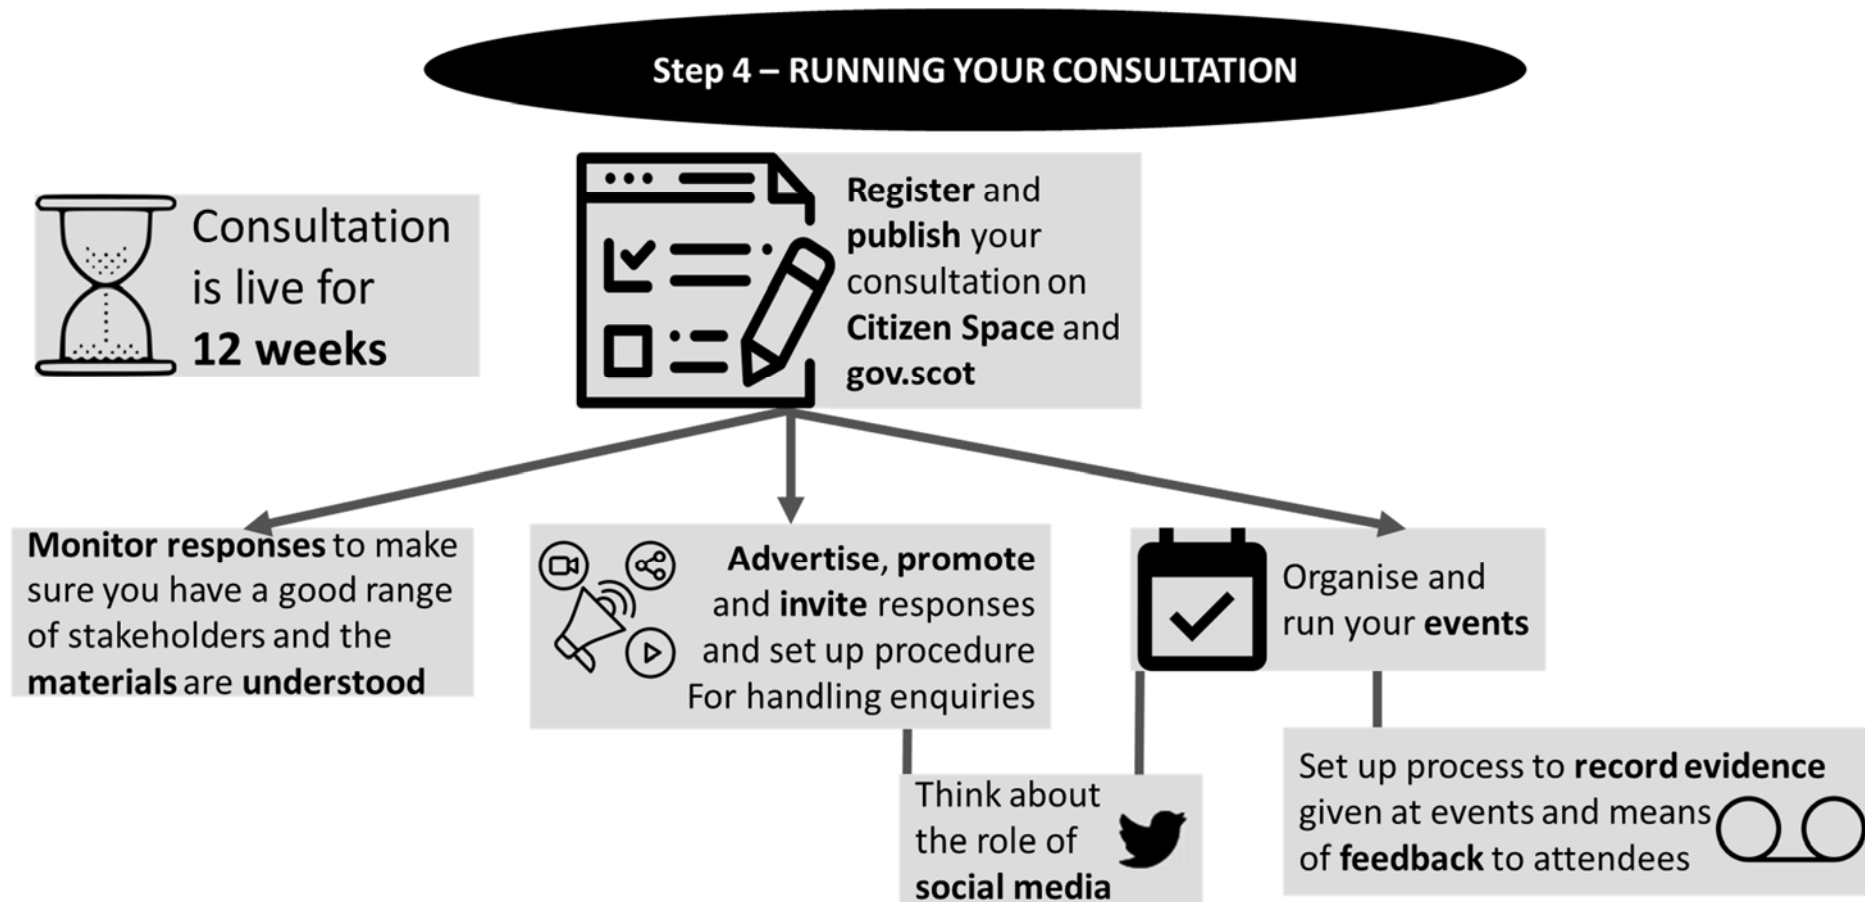 Step 4 – RUNNING YOUR CONSULTATION
Consultation
is live for
12 weeks
Register and
publish your
consultation on
Citizen Space and
gov.scot
Monitor responses to make
sure you have a good range
of stakeholders and the
materials are understood
Advertise, promote
and invite responses
and set up procedure
For handling enquiries
Organise and
run your events
Think about
the role of
social media
Set up process to record evidence
given at events and means
of feedback to attendees